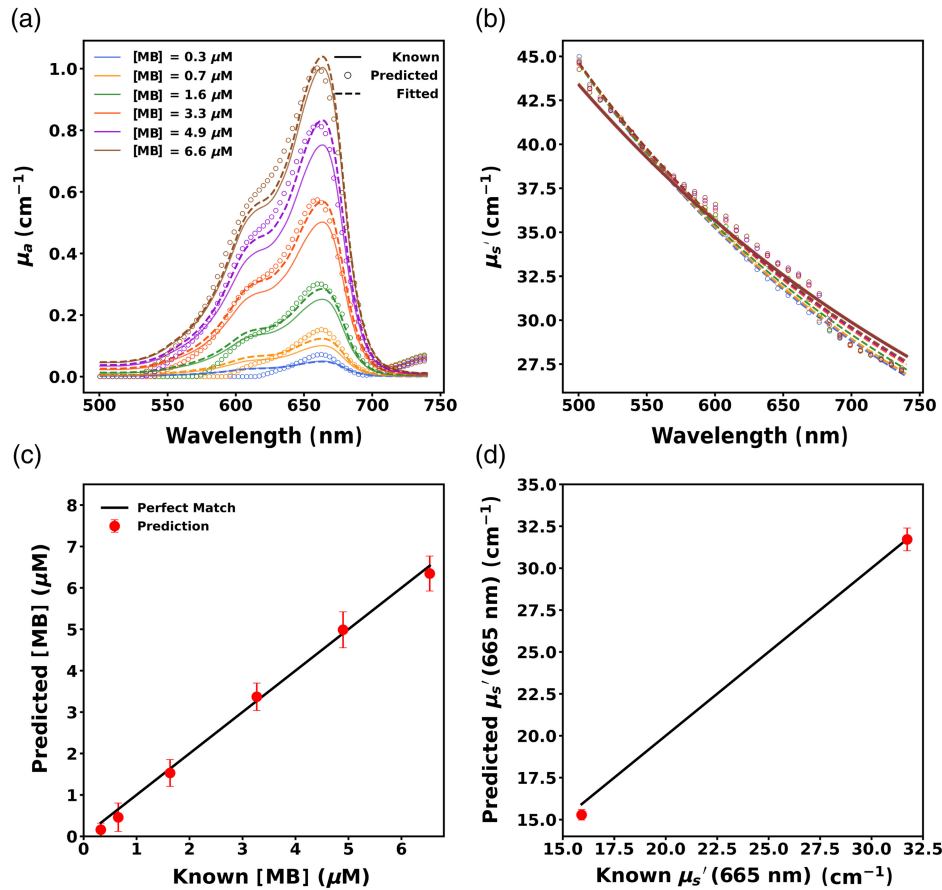 (a)
(b)
[MB] = 0.3 μM
[MB] = 0.7 μM
[MB] = 1.6 μM
[MB] = 3.3 μM
[MB] = 4.9 μM
[MB] = 6.6 μM
Known
Predicted
Fitted
1.0
0.8
0.6
0.4
0.2
0.0
μa (cm−1)
500
550
600
650
700
750
Wavelength (nm)
45.0
42.5
40.0
37.5
35.0
32.5
30.0
27.5
μs′ (cm−1)
500
550
600
650
700
750
Wavelength (nm)
(c)
(d)
Perfect Match
Prediction
8
7
6
5
4
3
2
1
0
Predicted [MB] (μM)
0
1
2
3
4
5
6
Known [MB] (μM)
35.0
32.5
30.0
27.5
25.0
22.5
20.0
17.5
15.0
Predicted μs′ (665 nm) (cm−1)
15.0
17.5
20.0
22.5
25.0
27.5
30.0
32.5
Known μs′ (665 nm) (cm−1)